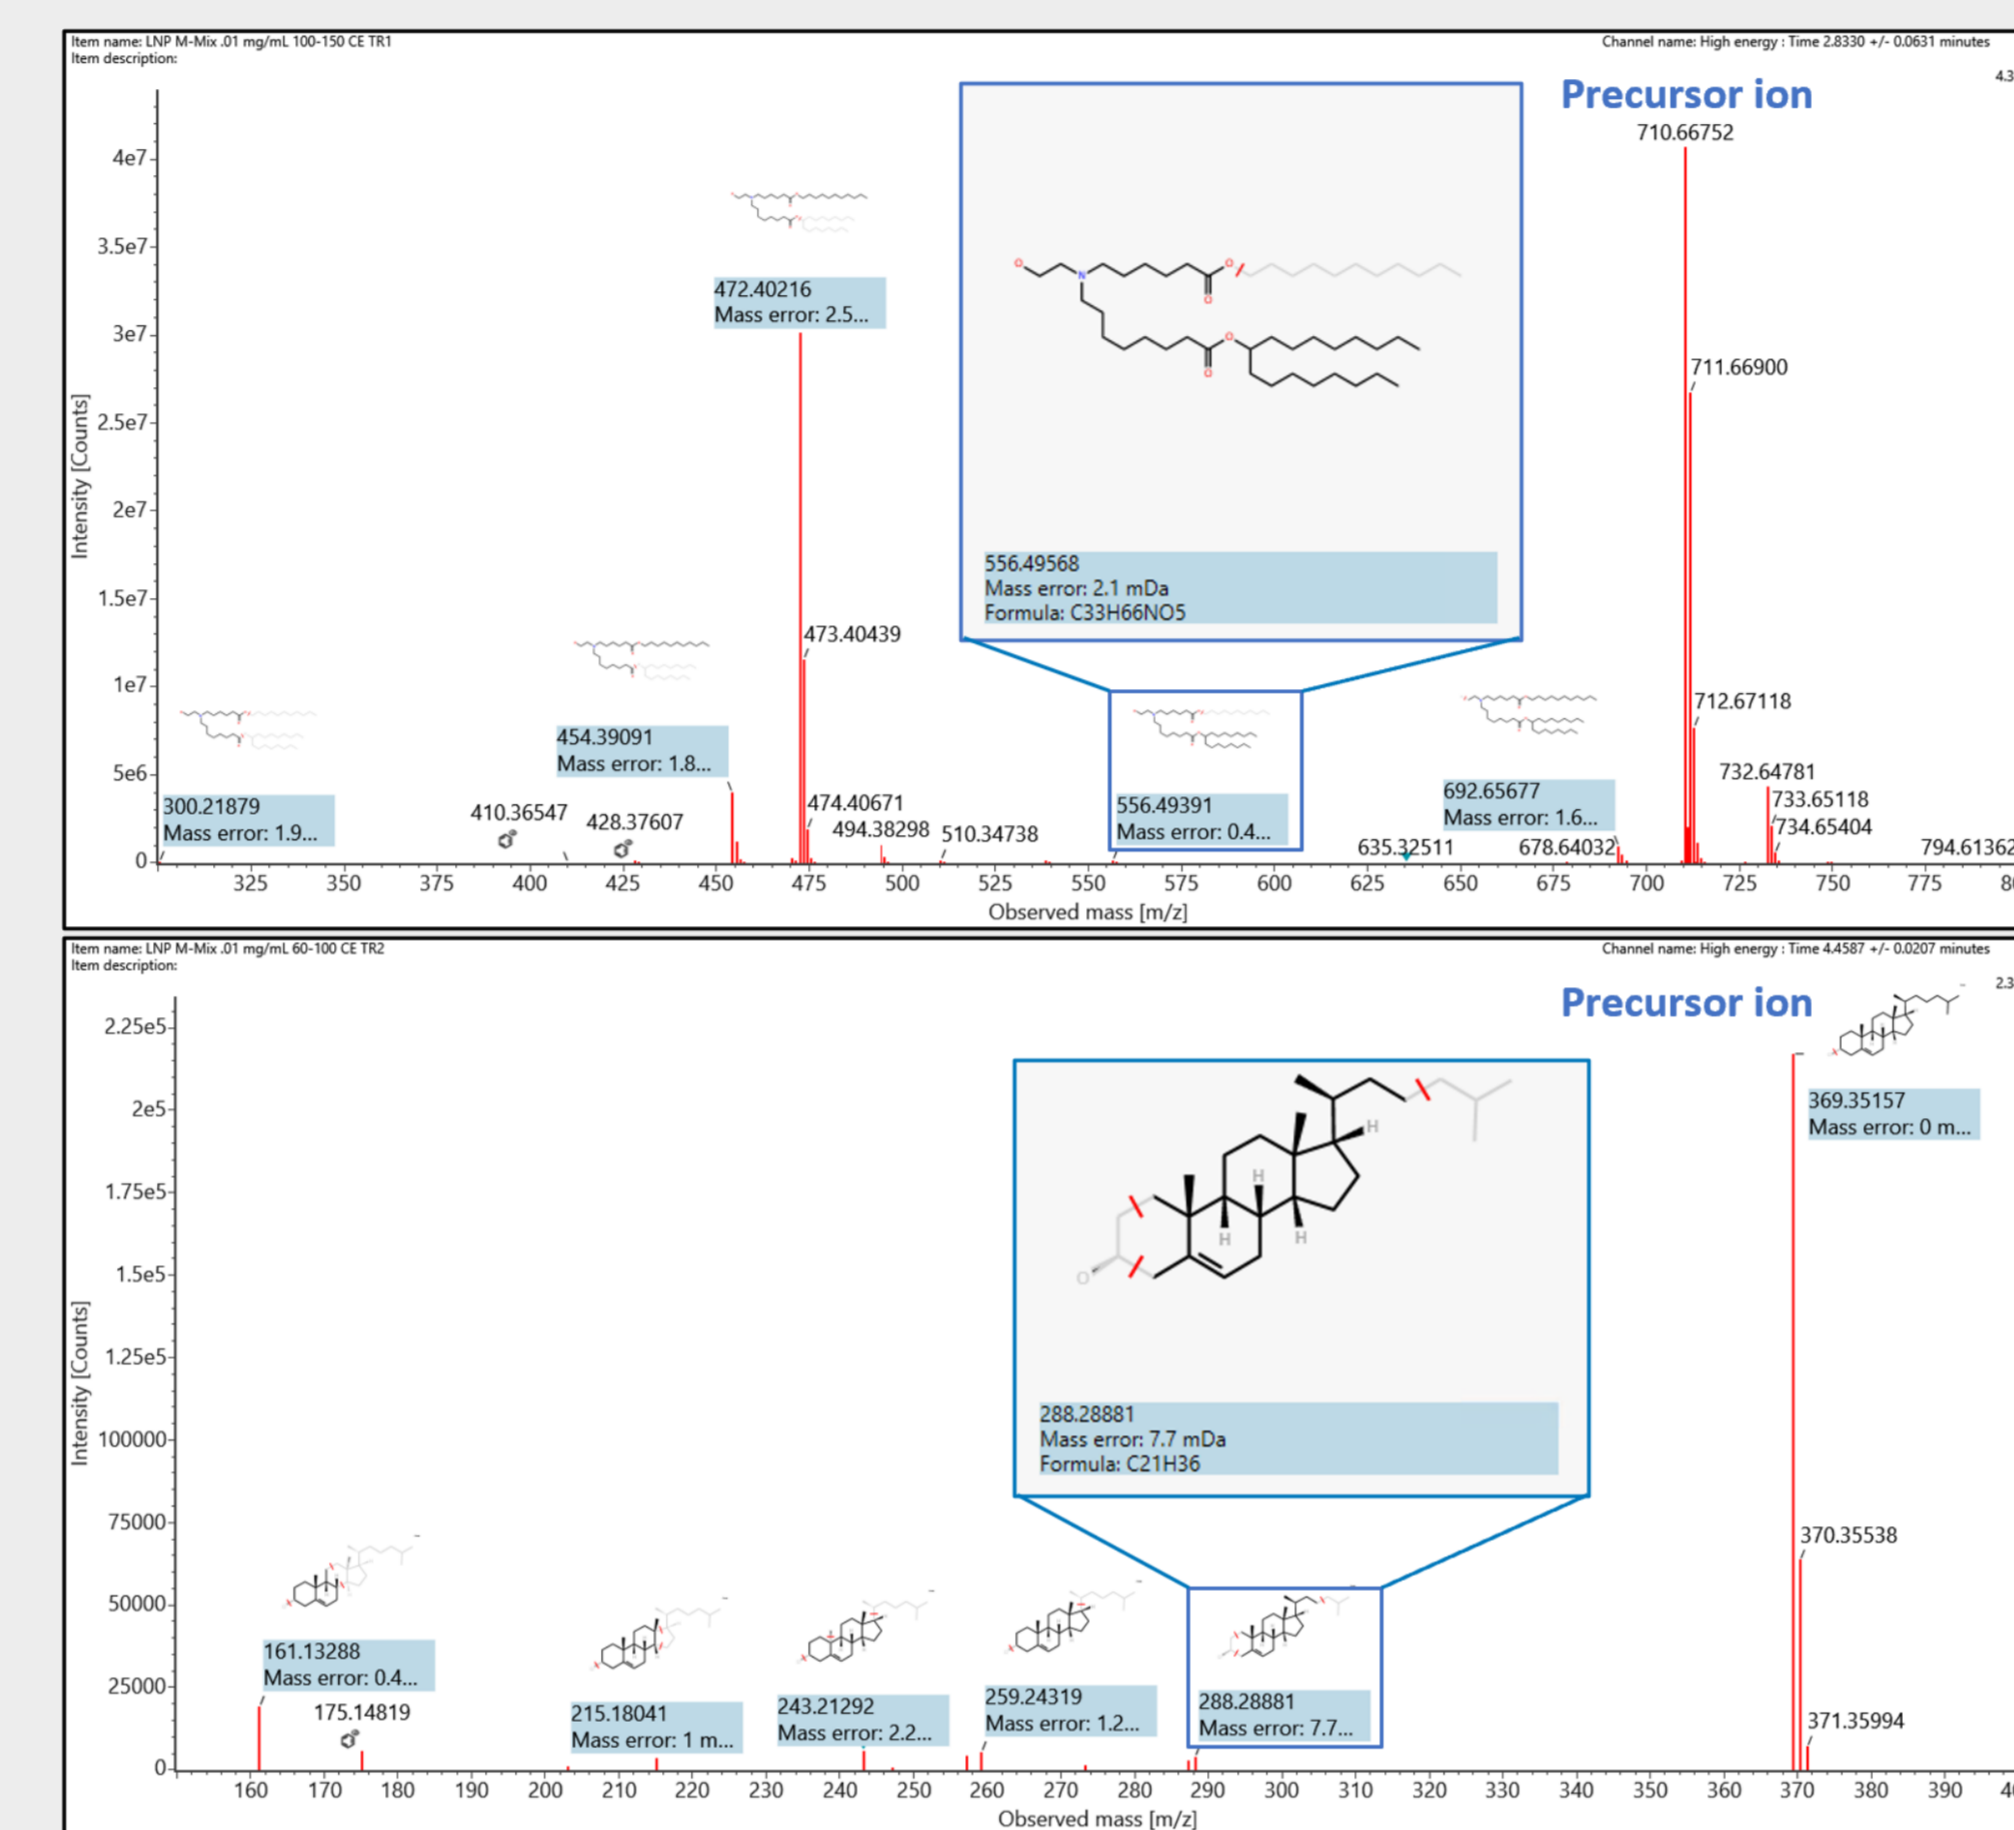 Item name: LNP M-Mix .01 mg/mL 100-150 CE TR1
Channel name: High energy : Time 2.8330 +/- 0.0631 minutes
Item description:
4.3
Precursor ion
710.66752
4e7
3.5e7
3e7
2.5e7
2e7
1.5e7
1e7
5e6
0
Intensity [Counts]
472.40216
Mass error: 2.5...
O
N
O
O
O
O
556.49568
Mass error: 2.1 mDa
Formula: C33H66NO5
711.66900
473.40439
712.67118
454.39091
Mass error: 1.8...
732.64781
733.65118
734.65404
692.65677
Mass error: 1.6...
300.21879
Mass error: 1.9...
410.36547
428.37607
474.40671
494.38298
510.34738
556.49391
Mass error: 0.4...
635.32511
678.64032
794.61362
325 350 375 400 425 450 475 500 525 550 575 600 625 650 675 700 725 750 775 8
Observed mass [m/z]
Item name: LNP M-Mix .01 mg/mL 60-100 CE TR2
Channel name: High energy : Time 4.4587 +/- 0.0207 minutes
Item description:
2.3
Precursor ion
2.25e5
2e5
1.75e5
1.5e5
1.25e5
100000
75000
50000
25000
0
Intensity [Counts]
369.35157
Mass error: 0 m...
H
H
H
H
O
288.28881
Mass error: 7.7 mDa
Formula: C21H36
370.35538
371.35994
161.13288
Mass error: 0.4...
175.14819
215.18041
Mass error: 1 m...
243.21292
Mass error: 2.2...
259.24319
Mass error: 1.2...
288.28881
Mass error: 7.7...
160 170 180 190 200 210 220 230 240 250 260 270 280 290 300 310 320 330 340 350 360 370 380 390 4
Observed mass [m/z]